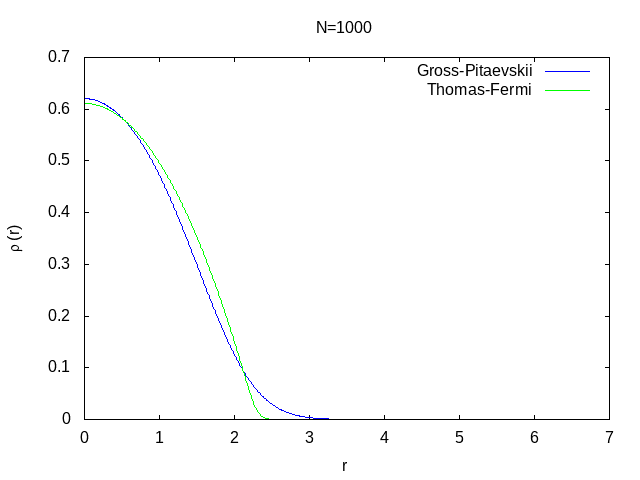 N=1000
0.7
0.6
0.5
0.4
0.3
0.2
0.1
0
ρ (r)
Gross-Pitaevskii
Thomas-Fermi
0 1 2 3 4 5 6 7
r